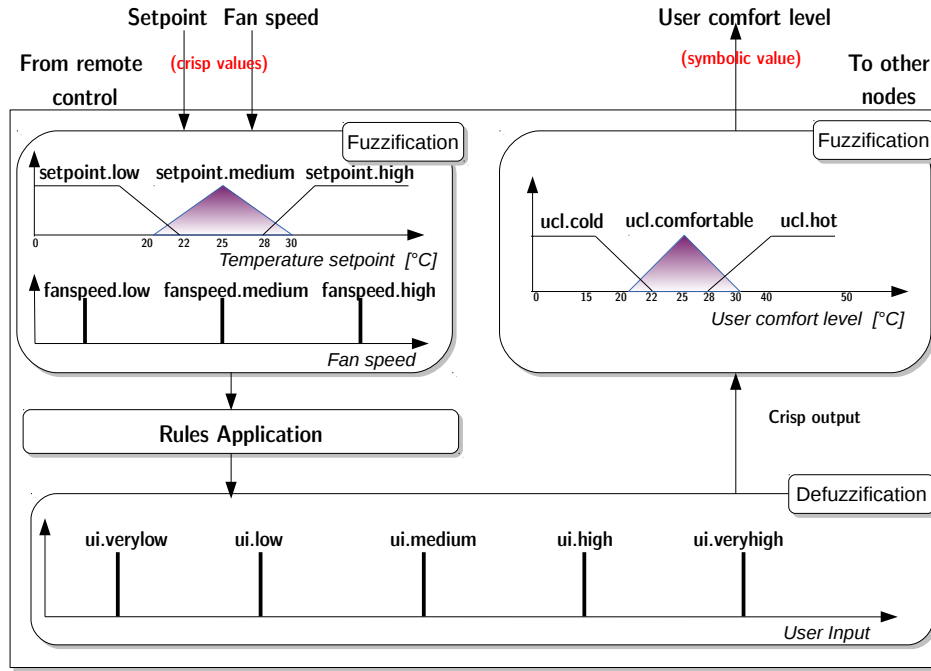 Setpoint Fan speed
User comfort level
From remote
control
(crisp values)
(symbolic value)
To other
nodes
Fuzzification
setpoint.low setpoint.medium setpoint.high
0 20 22 25 28 30
Temperature setpoint [°C]
fanspeed.low fanspeed.medium fanspeed.high
Fan speed
Fuzzification
ucl.cold ucl.comfortable ucl.hot
0 15 20 22 25 28 30 40 50
User comfort level [°C]
Rules Application
Crisp output
Defuzzification
ui.verylow ui.low ui.medium ui.high ui.veryhigh
User Input